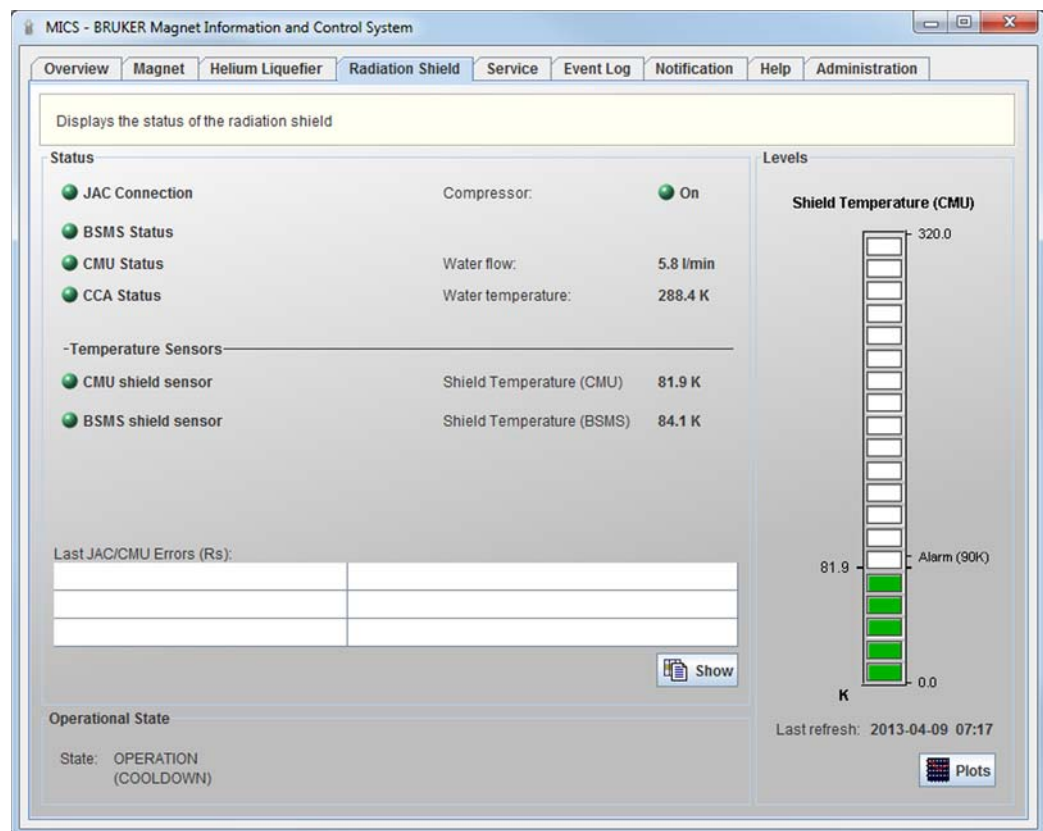 MICS - BRUKER Magnet Information and Control System
Overview Magnet Helium Liquefier Radiation Shield Service Event Log Notification Help Administration
Displays the status of the radiation shield
Status
JAC Connection Compressor: On
BSMS Status
CMU Status Water flow: 5.8 l/min
CCA Status Water temperature: 288.4 K
-Temperature Sensors
CMU shield sensor Shield Temperature (CMU) 81.9 K
BSMS shield sensor Shield Temperature (BSMS) 84.1 K
Last JAC/CMU Errors (Rs):
Show
Operational State
State: OPERATION
(COOLDOWN)
Levels
Shield Temperature (CMU)
320.0
Alarm (90K)
81.9
0.0
K
Last refresh: 2013-04-09 07:17
Plots